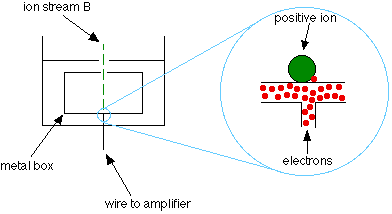 ion stream B
positive ion
electrons
metal box
wire to amplifier